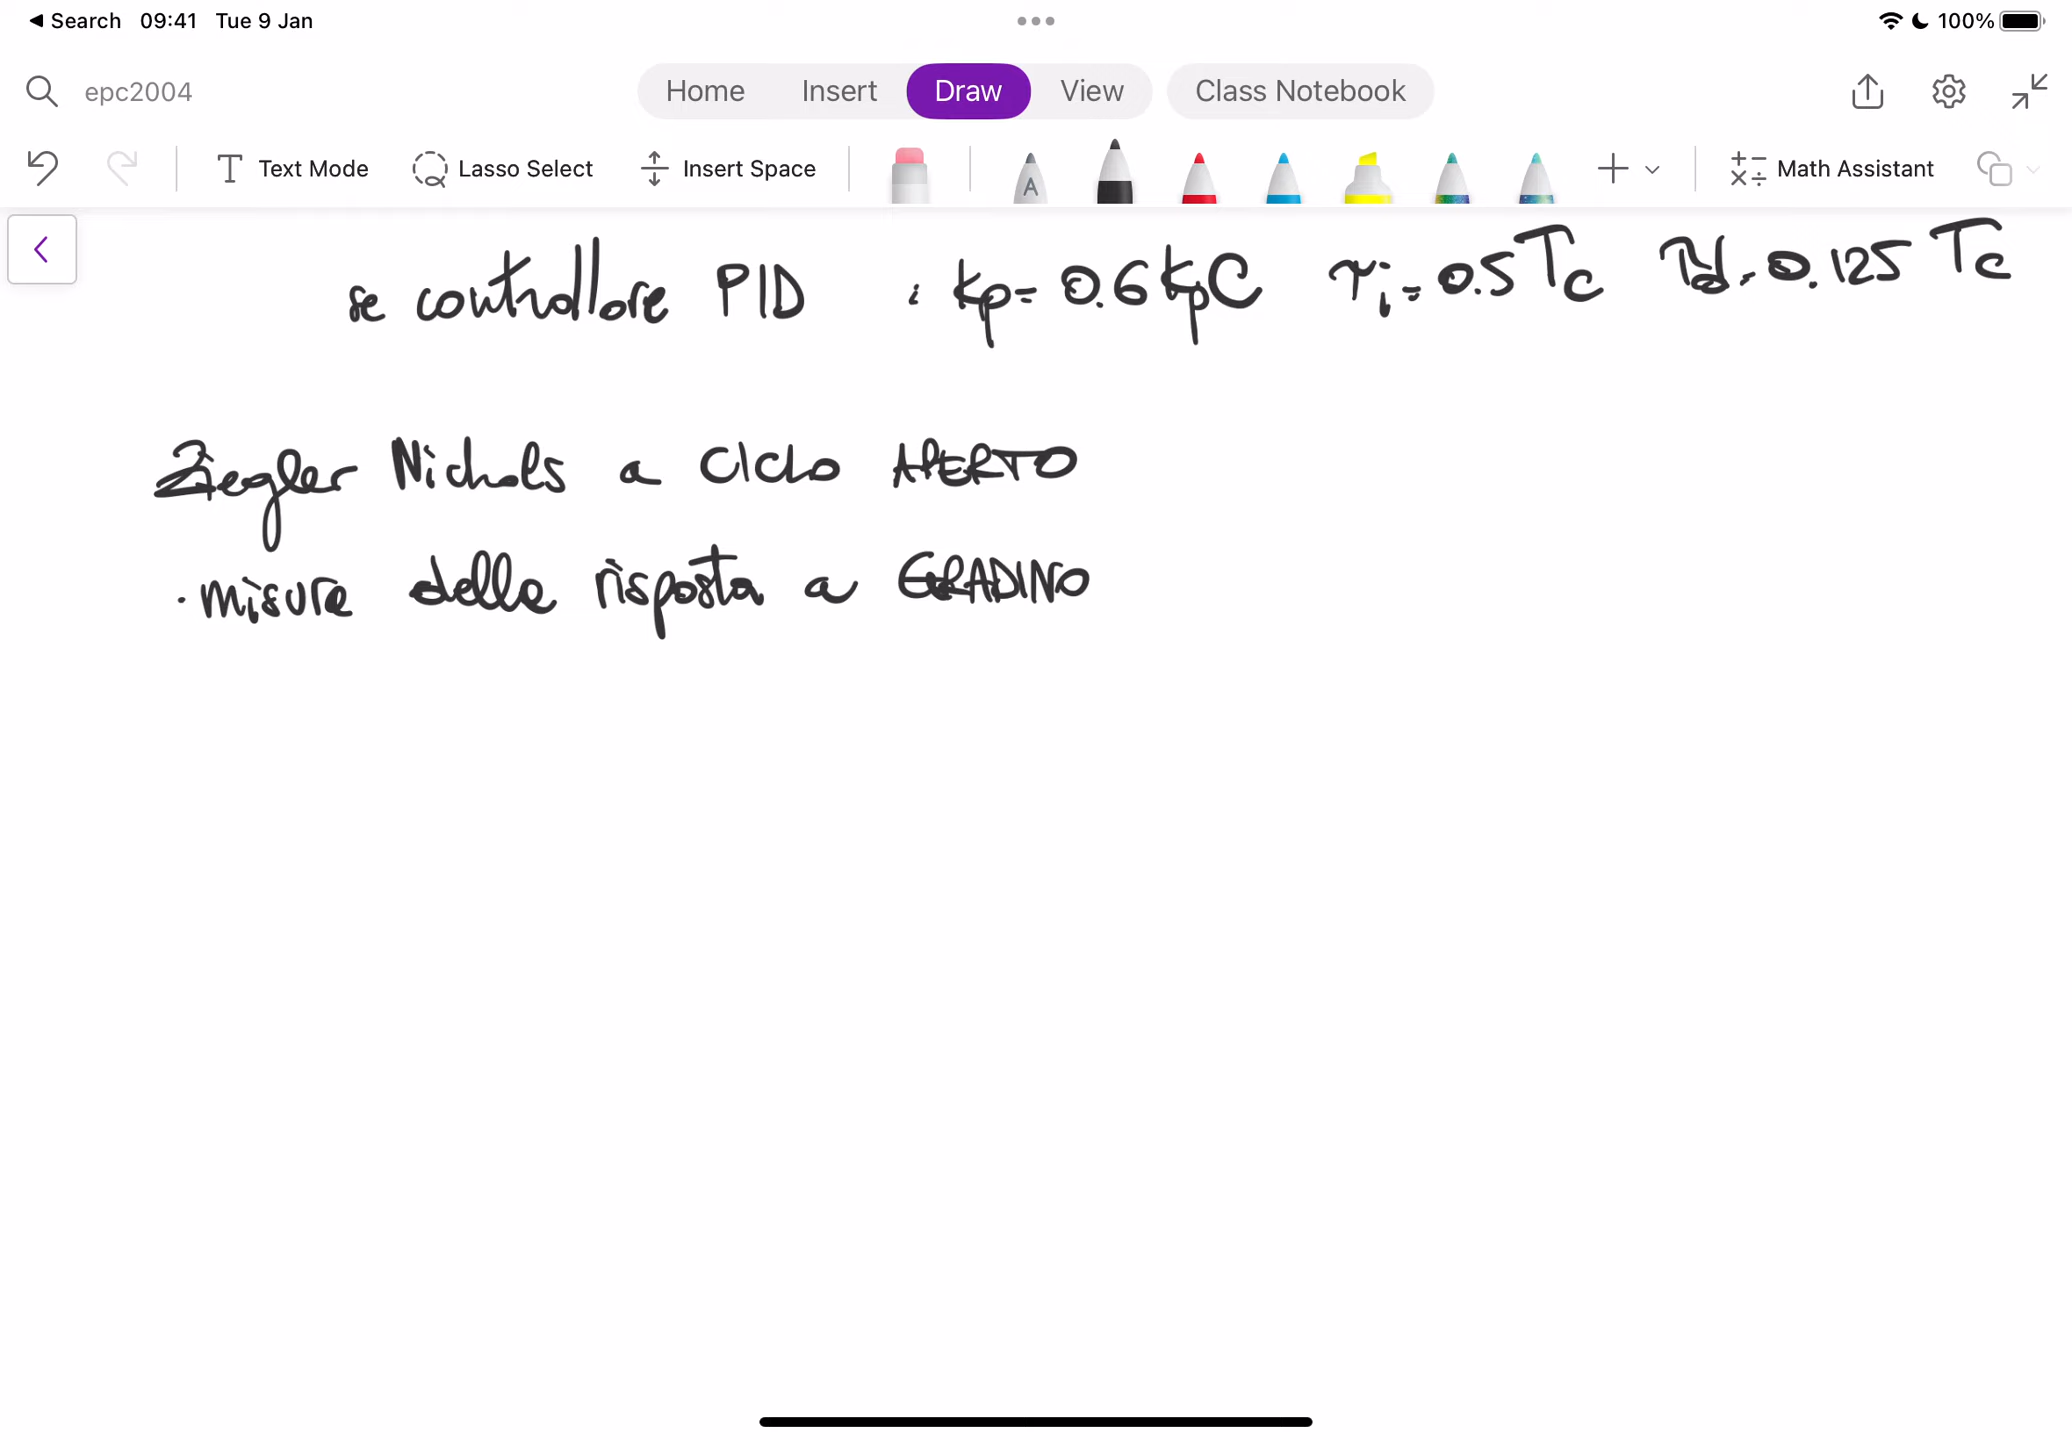 ◀ Search 09:41 Tue 9 Jan 100%
epc2004 Home Insert Draw View Class Notebook
Text Mode Lasso Select Insert Space A Math Assistant
se controllore PID : kp= 0.6 kpC τi= 0.5 Tc τd= 0.125 Tc
Ziegler Nichols a Ciclo APERTO
· misura della risposta a GRADINO